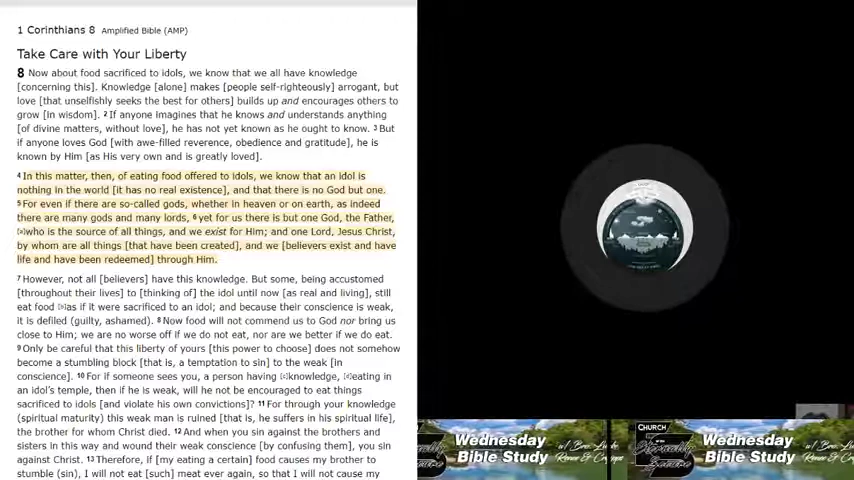 1 Corinthians 8 Amplified Bible (AMP)
Take Care with Your Liberty
8 Now about food sacrificed to idols, we know that we all have knowledge
[concerning this]. Knowledge [alone] makes [people self-righteously] arrogant, but
love [that unselfishly seeks the best for others] builds up and encourages others to
grow [in wisdom]. 2 If anyone imagines that he knows and understands anything
[of divine matters, without love], he has not yet known as he ought to know. 3 But
if anyone loves God [with awe-filled reverence, obedience and gratitude], he is
known by Him [as His very own and is greatly loved].
4 In this matter, then, of eating food offered to idols, we know that an idol is
nothing in the world [it has no real existence], and that there is no God but one.
5 For even if there are so-called gods, whether in heaven or on earth, as indeed
there are many gods and many lords, 6 yet for us there is but one God, the Father,
[a]who is the source of all things, and we exist for Him; and one Lord, Jesus Christ,
by whom are all things [that have been created], and we [believers exist and have
life and have been redeemed] through Him.
7 However, not all [believers] have this knowledge. But some, being accustomed
[throughout their lives] to [thinking of] the idol until now [as real and living], still
eat food [b]as if it were sacrificed to an idol; and because their conscience is weak,
it is defiled (guilty, ashamed). 8 Now food will not commend us to God nor bring us
close to Him; we are no worse off if we do not eat, nor are we better if we do eat.
9 Only be careful that this liberty of yours [this power to choose] does not somehow
become a stumbling block [that is, a temptation to sin] to the weak [in
conscience]. 10 For if someone sees you, a person having [c]knowledge, [d]eating in
an idol's temple, then if he is weak, will he not be encouraged to eat things
sacrificed to idols [and violate his own convictions]? 11 For through your knowledge
(spiritual maturity) this weak man is ruined [that is, he suffers in his spiritual life],
the brother for whom Christ died. 12 And when you sin against the brothers and
sisters in this way and wound their weak conscience [by confusing them], you sin
against Christ. 13 Therefore, if [my eating a certain] food causes my brother to
stumble (sin), I will not eat [such] meat ever again, so that I will not cause my
Wednesday
Bible Study
CHURCH
Wednesday
Bible Study